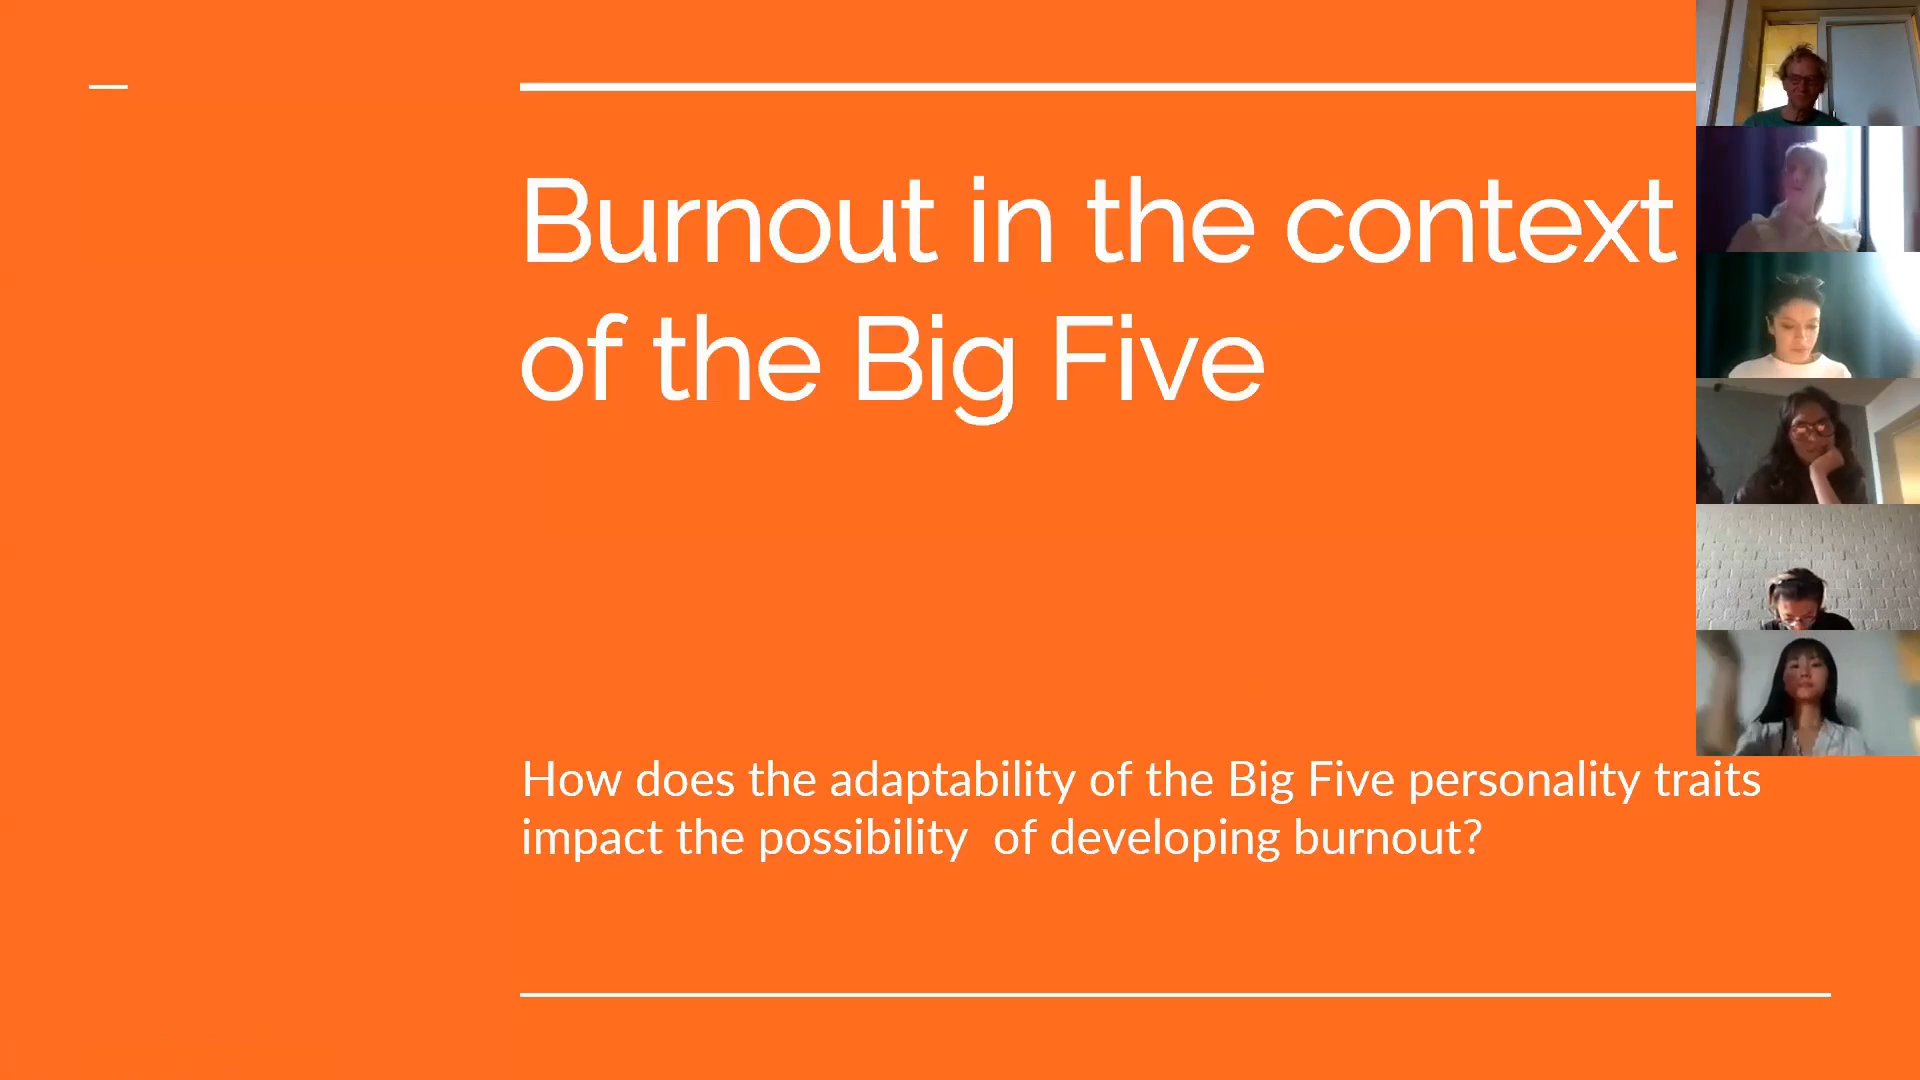 Burnout in the context
of the Big Five
How does the adaptability of the Big Five personality traits
impact the possibility  of developing burnout?